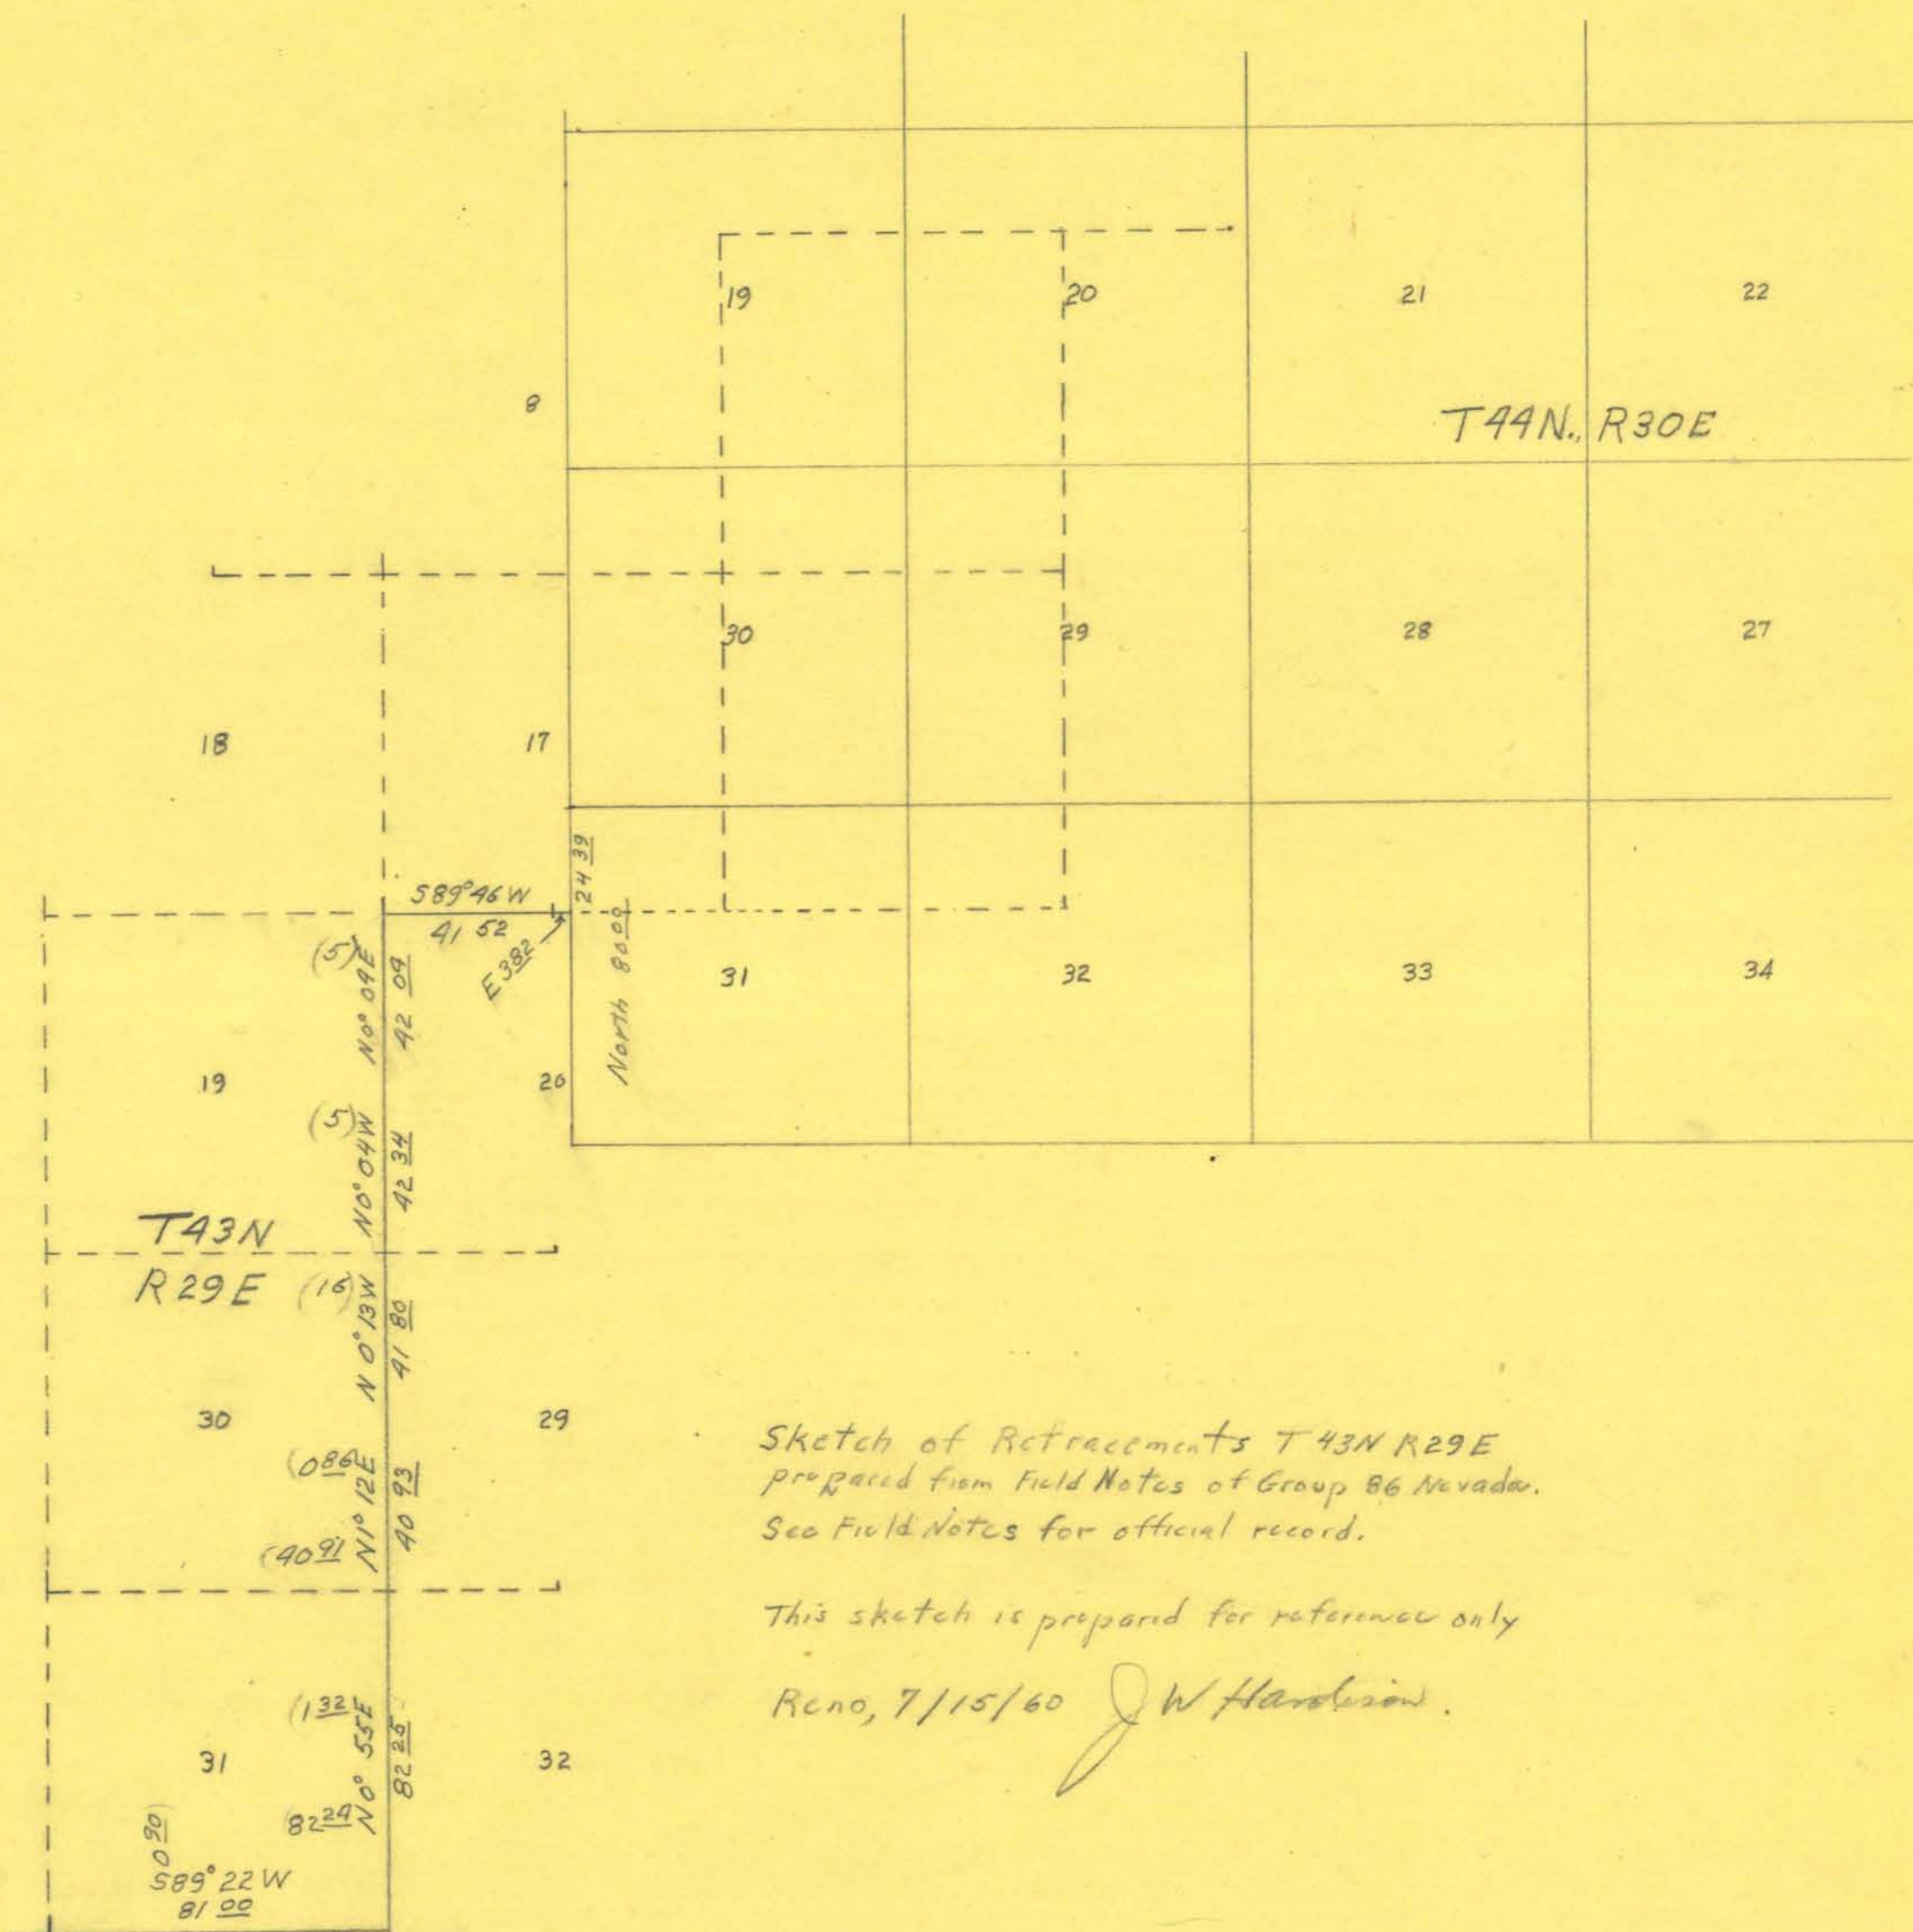 19
20
21
22
8
T44N., R30E
30
29
28
27
18
17
24 39
S89°46W
41 52
E 3 82
North 80 00
31
32
33
34
(5)
N0° 09E
42 09
19
20
(5)
N0° 04W
42 34
T43N
R29E
(16)
N 0° 13W
41 80
30
29
(0 86
N1° 12E
40 93
(40 91
Sketch of Retracements T 43N R29E
prepared from Field Notes of Group 86 Nevada.
See Field Notes for official record.
This sketch is prepared for reference only
Reno, 7/15/60 J W
(1 32
N0° 55E
82 25
31
32
(82 24
0 90)
S89° 22 W
81 00